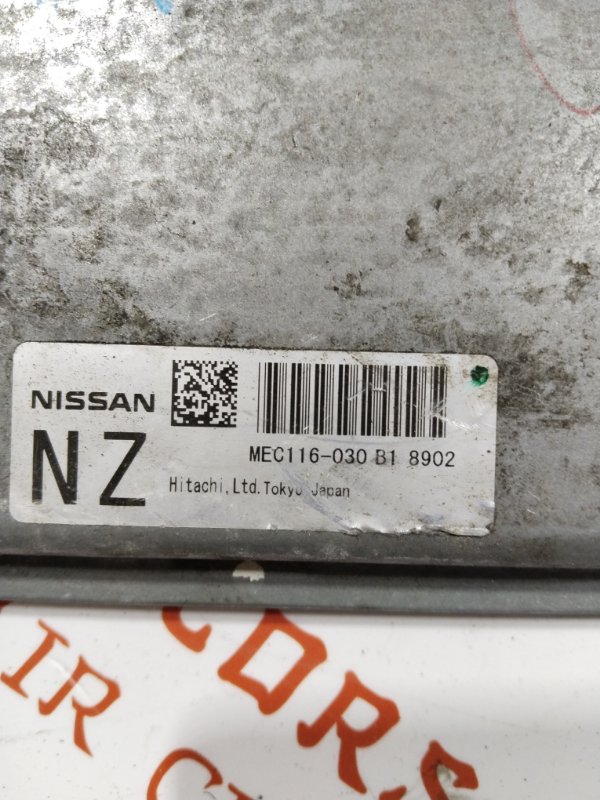 NISSAN
NZ
MEC116-030 B1 8902
Hitachi,Ltd.Tokyo Japan